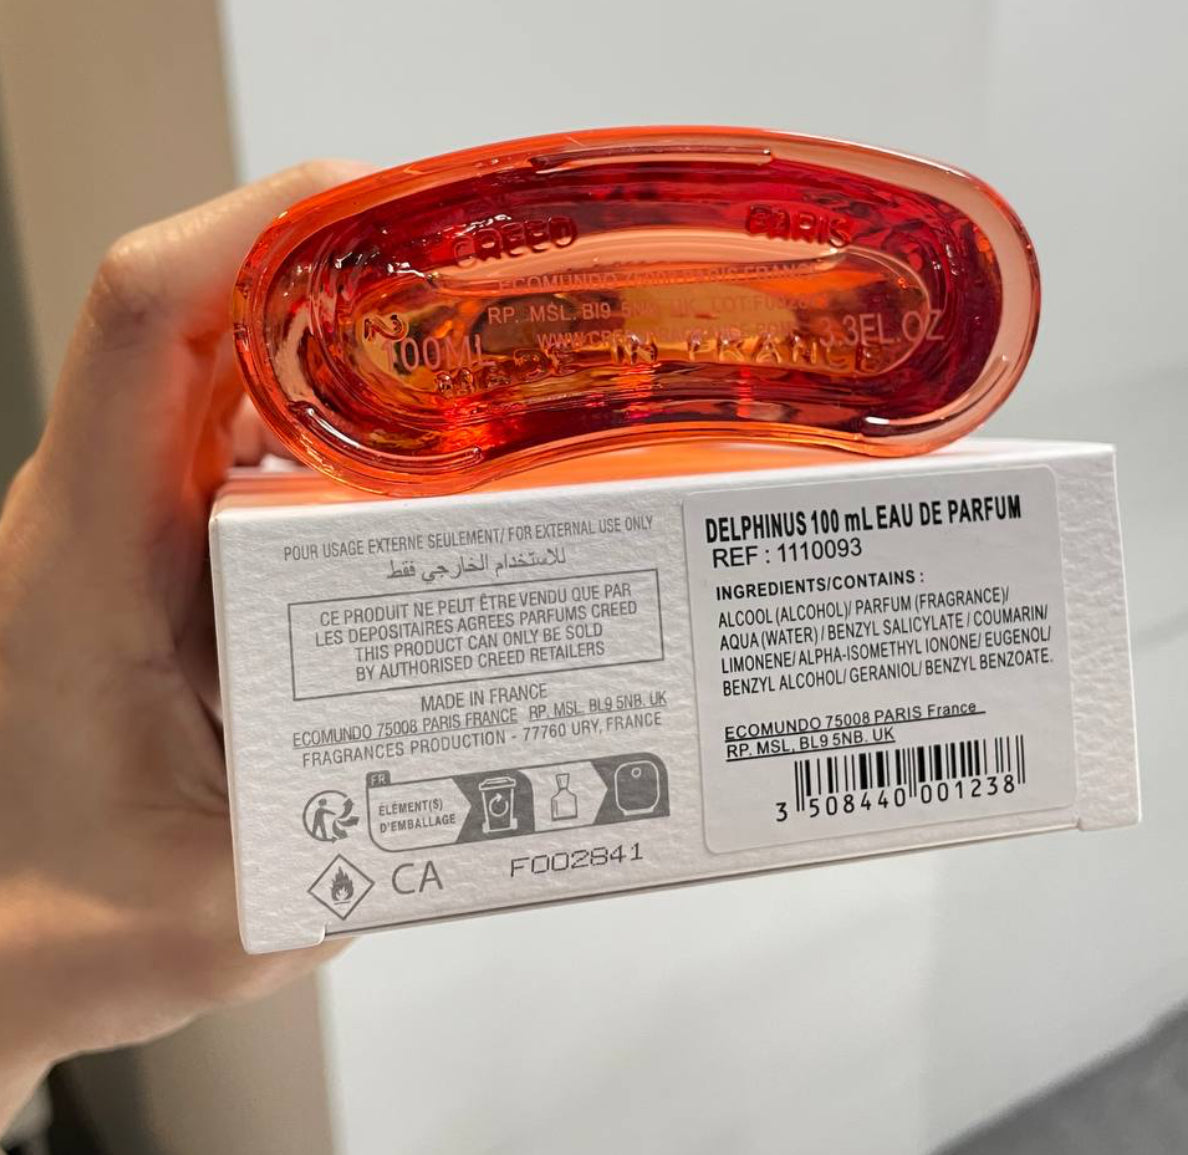 CREED PARIS
ECOMUNDO 75008 PARIS FRANCE
RP. MSL. Bl9 5NB. UK. LOT:F002841
100ML 3.3FL.OZ
MADE IN FRANCE
POUR USAGE EXTERNE SEULEMENT/ FOR EXTERNAL USE ONLY
للاستخدام الخارجي فقط
CE PRODUIT NE PEUT ÊTRE VENDU QUE PAR
LES DEPOSITAIRES AGREES PARFUMS CREED
THIS PRODUCT CAN ONLY BE SOLD
BY AUTHORISED CREED RETAILERS
MADE IN FRANCE
ECOMUNDO 75008 PARIS FRANCE RP. MSL. BL9 5NB. UK
FRAGRANCES PRODUCTION - 77760 URY, FRANCE
FR
ÉLÉMENT(S)
D'EMBALLAGE
CA
F002841
DELPHINUS 100 mL EAU DE PARFUM
REF : 1110093
INGREDIENTS/CONTAINS :
ALCOOL (ALCOHOL)/ PARFUM (FRAGRANCE)/
AQUA (WATER) / BENZYL SALICYLATE / COUMARIN/
LIMONENE/ ALPHA-ISOMETHYL IONONE/ EUGENOL/
BENZYL ALCOHOL/ GERANIOL/ BENZYL BENZOATE.
ECOMUNDO 75008 PARIS France
RP. MSL, BL9 5NB. UK
3 508440 001238